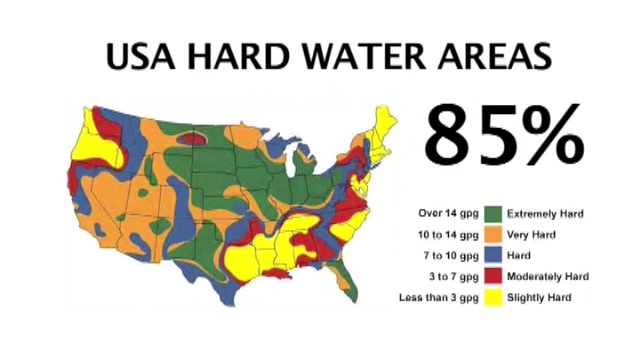 USA HARD WATER AREAS
85%
Over 14 gpg Extremely Hard
10 to 14 gpg Very Hard
7 to 10 gpg Hard
3 to 7 gpg Moderately Hard
Less than 3 gpg Slightly Hard